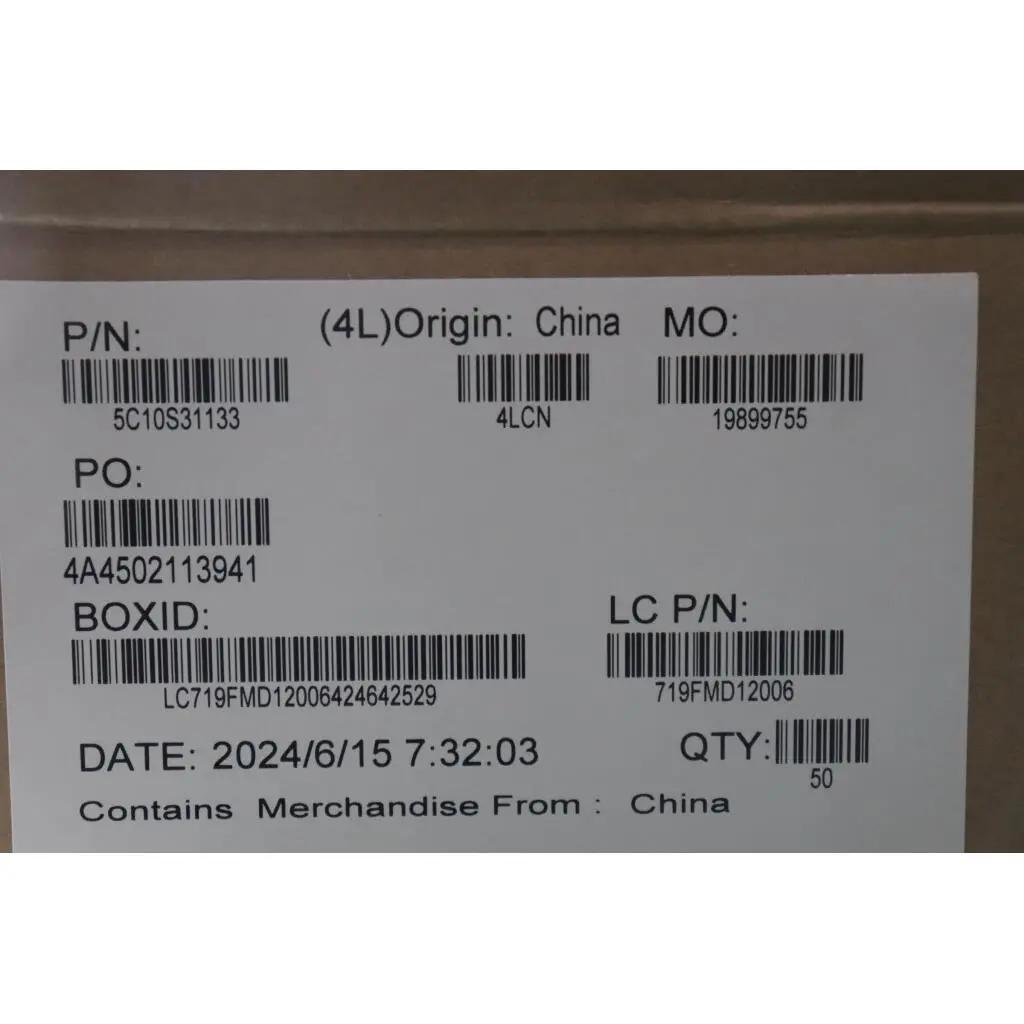 P/N: (4L)Origin: China MO:
5C10S31133 4LCN 19899755
PO:
4A4502113941
BOXID: LC P/N:
LC719FMD12006424642529 719FMD12006
DATE: 2024/6/15 7:32:03 QTY:
50
Contains Merchandise From : China